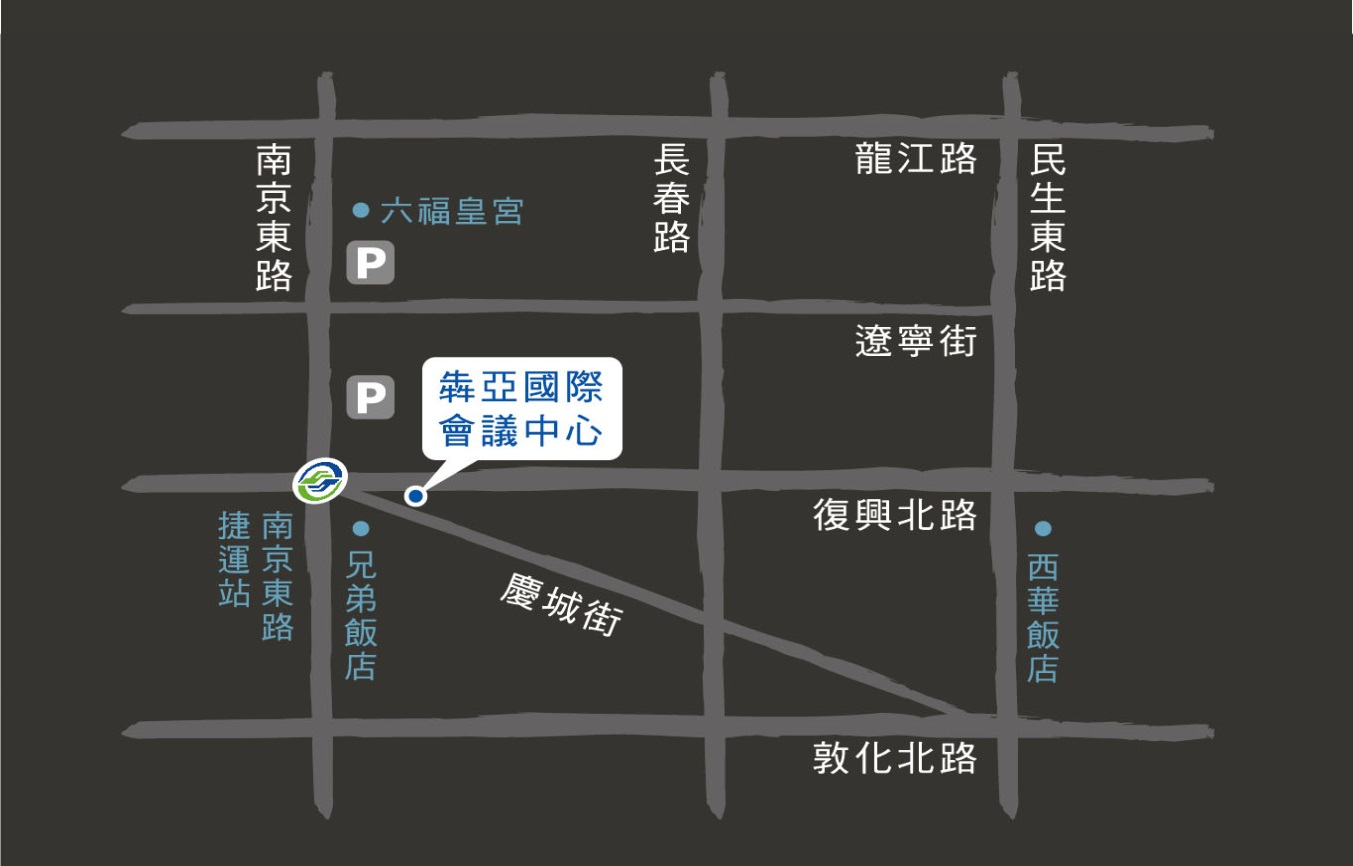 南京東路
長春路
龍江路
民生東路
六福皇宮
P
遼寧街
P
犇亞國際
會議中心
復興北路
南京東路
捷運站
兄弟飯店
慶城街
西華飯店
敦化北路